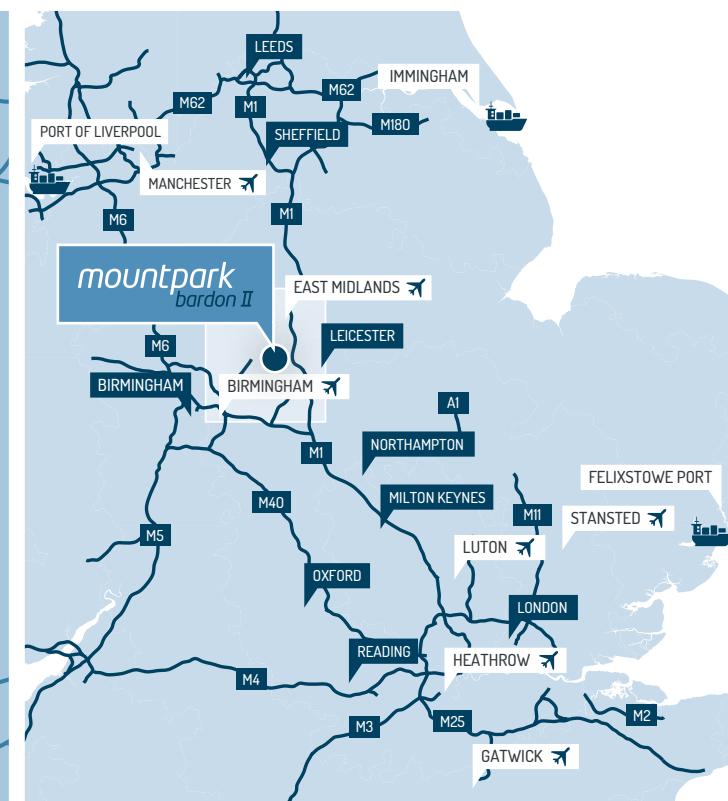 LEEDS
IMMINGHAM
M62
M62
M1
M180
PORT OF LIVERPOOL
SHEFFIELD
MANCHESTER
M6
M1
mountpark
bardon II
EAST MIDLANDS
M6
LEICESTER
BIRMINGHAM
BIRMINGHAM
A1
M1
NORTHAMPTON
FELIXSTOWE PORT
MILTON KEYNES
M40
M11
STANSTED
M5
LUTON
OXFORD
LONDON
READING
HEATHROW
M4
M3
M25
M2
GATWICK